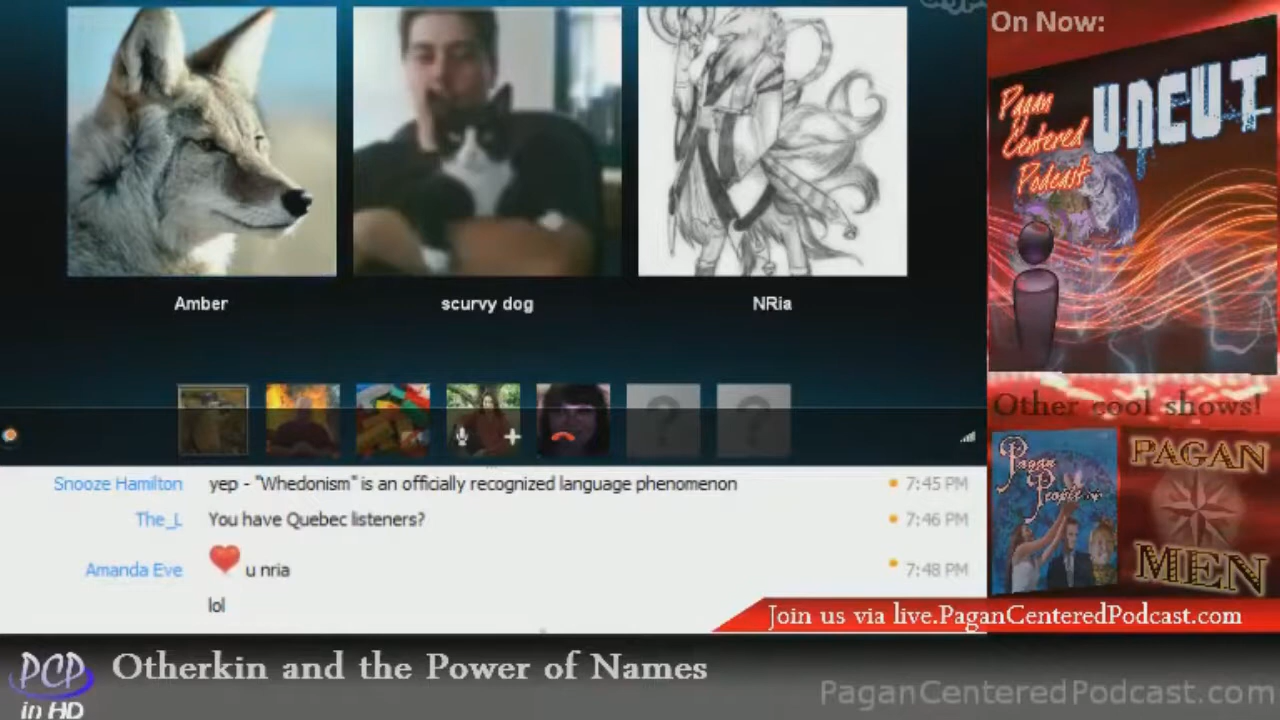 On Now:
Pagan
Centered
Podcast
UNCUT
Amber
scurvy dog
NRia
Other cool shows!
Pagan
People
PAGAN
MEN
Snooze Hamilton yep - "Whedonism" is an officially recognized language phenomenon 7:45 PM
The_L You have Quebec listeners? 7:46 PM
Amanda Eve u nria 7:48 PM
lol
Join us via live.PaganCenteredPodcast.com
PCP
in HD
Otherkin and the Power of Names
PaganCenteredPodcast.com